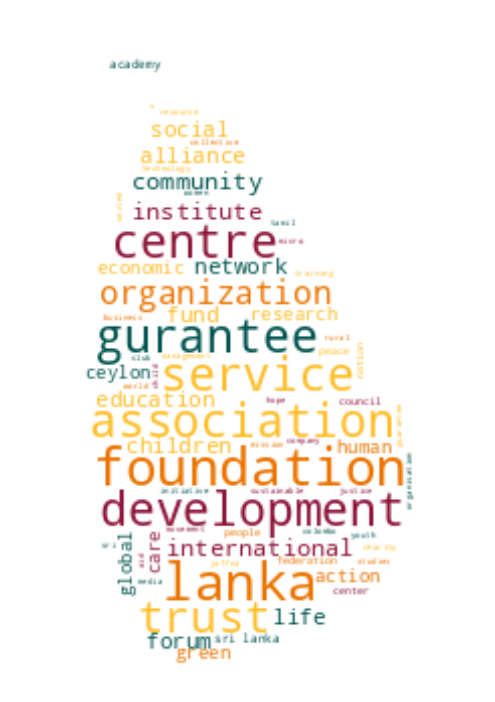 academy
resource
social
collective
alliance
technology
community
women
united
institute
tamil
centre
micro
economic network training
organization
business fund research
gurantee rural
club management peace nation
ceylon child service
world
education hope council
association guarantee
children mission company human
foundation organisation
initiative sustainable justice
development
movement colombo youth
sri global care people charity
international
aid jaffna federation studies
media lanka action
center
trust life
forum sri lanka
green